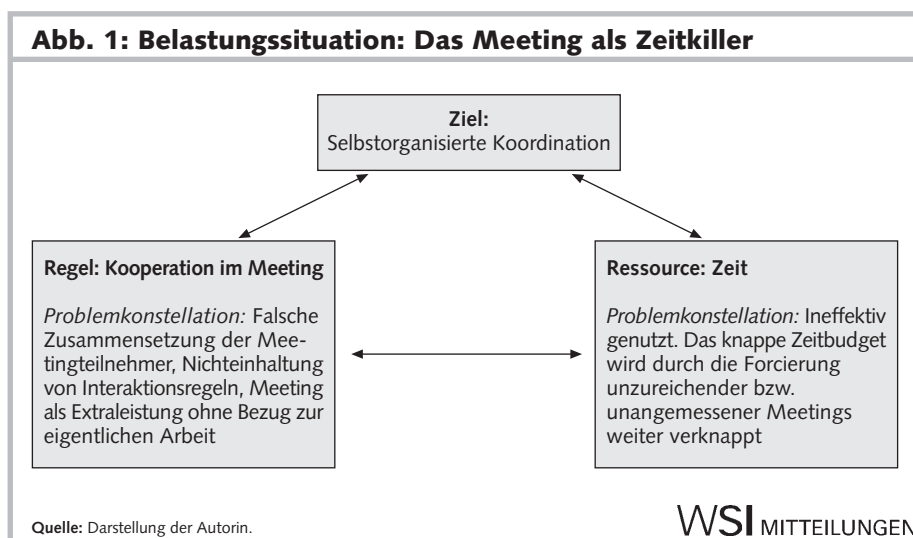 Abb. 1: Belastungssituation: Das Meeting als Zeitkiller
Ziel:
Selbstorganisierte Koordination
Regel: Kooperation im Meeting
Problemkonstellation: Falsche
Zusammensetzung der Mee-
tingteilnehmer, Nichteinhaltung
von Interaktionsregeln, Meeting
als Extraleistung ohne Bezug zur
eigentlichen Arbeit
Ressource: Zeit
Problemkonstellation: Ineffektiv
genutzt. Das knappe Zeitbudget
wird durch die Forcierung
unzureichender bzw.
unangemessener Meetings
weiter verknappt
Quelle: Darstellung der Autorin.
WSI MITTEILUNGEN